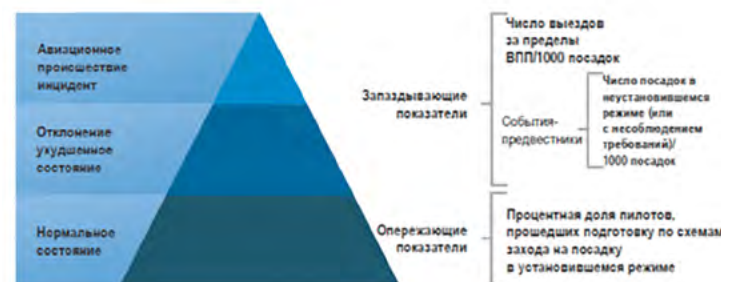 Авиационное
происшествие
инцидент
Отклонение
ухудшенное
состояние
Нормальное
состояние
Запаздывающие
показатели
Число выездов
за пределы
ВПП/1000 посадок
События-
предвестники
Число посадок в
неустановившемся
режиме (или
с несоблюдением
требований)/
1000 посадок
Опережающие
показатели
Процентная доля пилотов,
прошедших подготовку по схемам
захода на посадку
в установившемся режиме